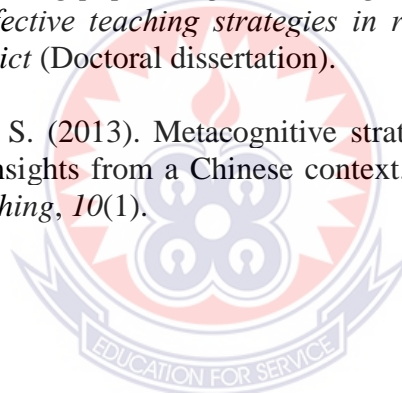 fective teaching strategies in r
ict (Doctoral dissertation).
S. (2013). Metacognitive strat
nsights from a Chinese context.
hing, 10(1).
EDUCATION FOR SERVICE